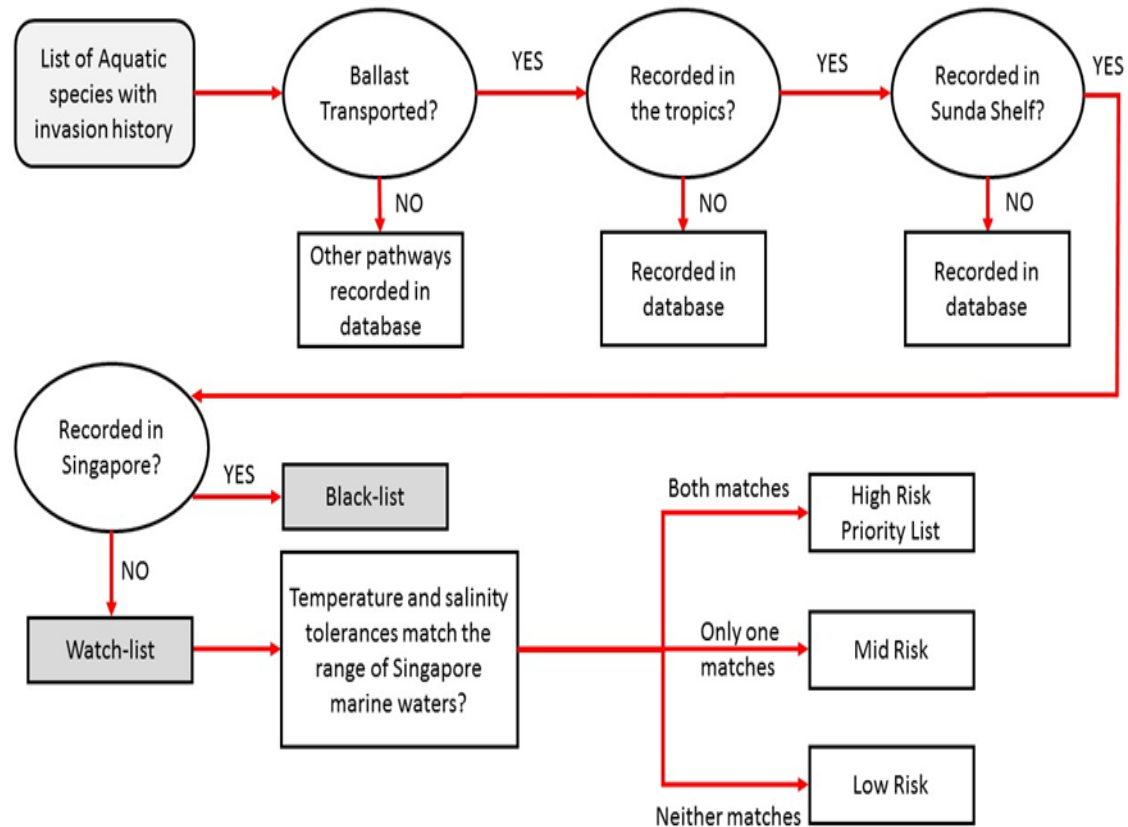 List of Aquatic
species with
invasion history
Ballast
Transported?
YES
Recorded in
the tropics?
YES
Recorded in
Sunda Shelf?
YES
NO
Other pathways
recorded in
database
NO
Recorded in
database
NO
Recorded in
database
Recorded in
Singapore?
YES
Black-list
NO
Watch-list
Temperature and salinity
tolerances match the
range of Singapore
marine waters?
Both matches
High Risk
Priority List
Only one
matches
Mid Risk
Neither matches
Low Risk